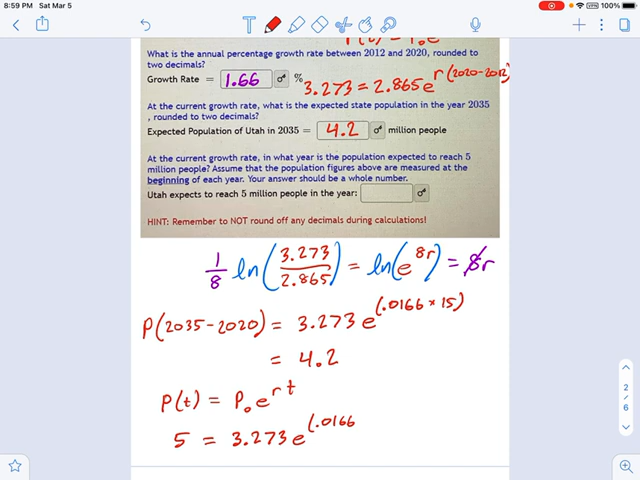 8:59 PM Sat Mar 5
100%
What is the annual percentage growth rate between 2012 and 2020, rounded to
two decimals?
Growth Rate = 1.66 % 3.273 = 2.865e^r(2020-2012)
At the current growth rate, what is the expected state population in the year 2035
, rounded to two decimals?
Expected Population of Utah in 2035 = 4.2 million people
At the current growth rate, in what year is the population expected to reach 5
million people? Assume that the population figures above are measured at the
beginning of each year. Your answer should be a whole number.
Utah expects to reach 5 million people in the year:
HINT: Remember to NOT round off any decimals during calculations!
1/8 ln(3.273/2.865) = ln(e^8r) = 8r
P(2035-2020) = 3.273e^(.0166×15)
= 4.2
P(t) = P₀e^rt
5 = 3.273e^(.0166
2
/
6